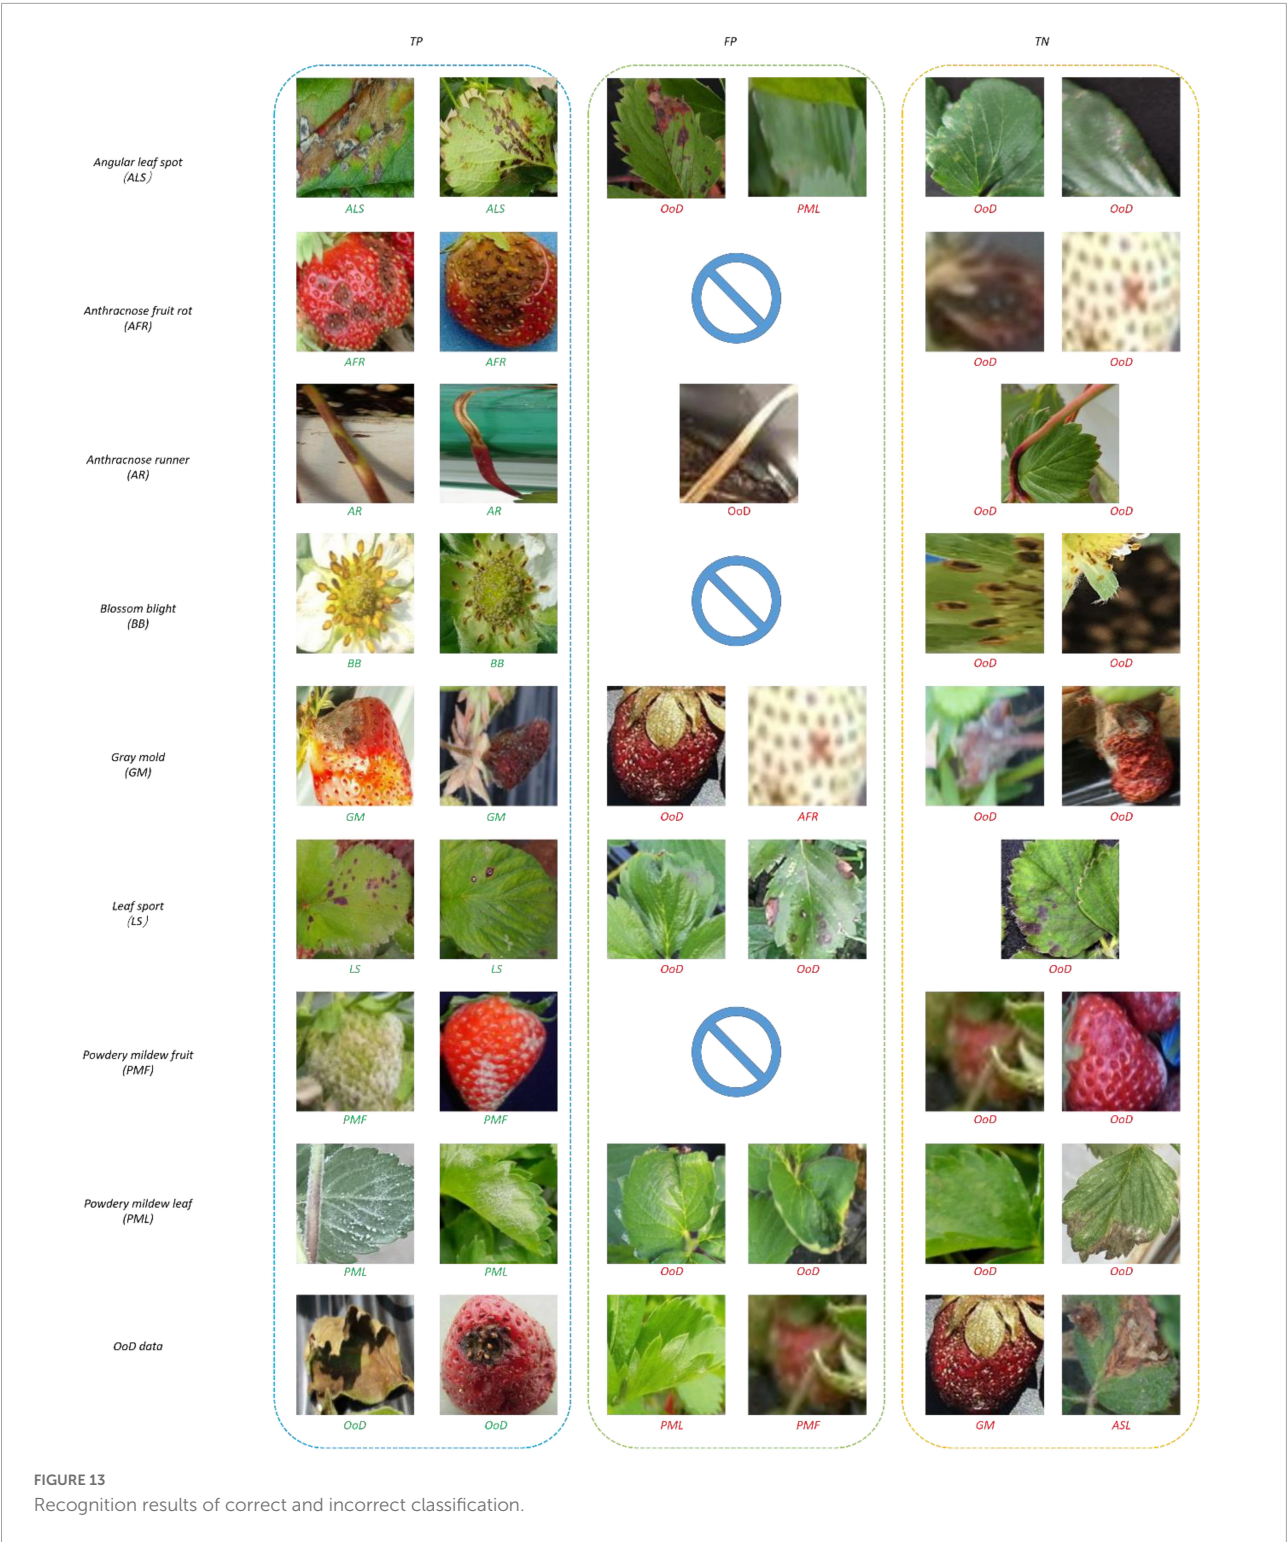 TP FP TN
Angular leaf spot
(ALS)
ALS ALS OoD PML OoD OoD
Anthracnose fruit rot
(AFR)
AFR AFR OoD OoD
Anthracnose runner
(AR)
AR AR OoD OoD OoD
Blossom blight
(BB)
BB BB OoD OoD
Gray mold
(GM)
GM GM OoD AFR OoD OoD
Leaf sport
(LS)
LS LS OoD OoD OoD
Powdery mildew fruit
(PMF)
PMF PMF OoD OoD
Powdery mildew leaf
(PML)
PML PML OoD OoD OoD OoD
OoD data
OoD OoD PML PMF GM ASL
FIGURE 13
Recognition results of correct and incorrect classification.